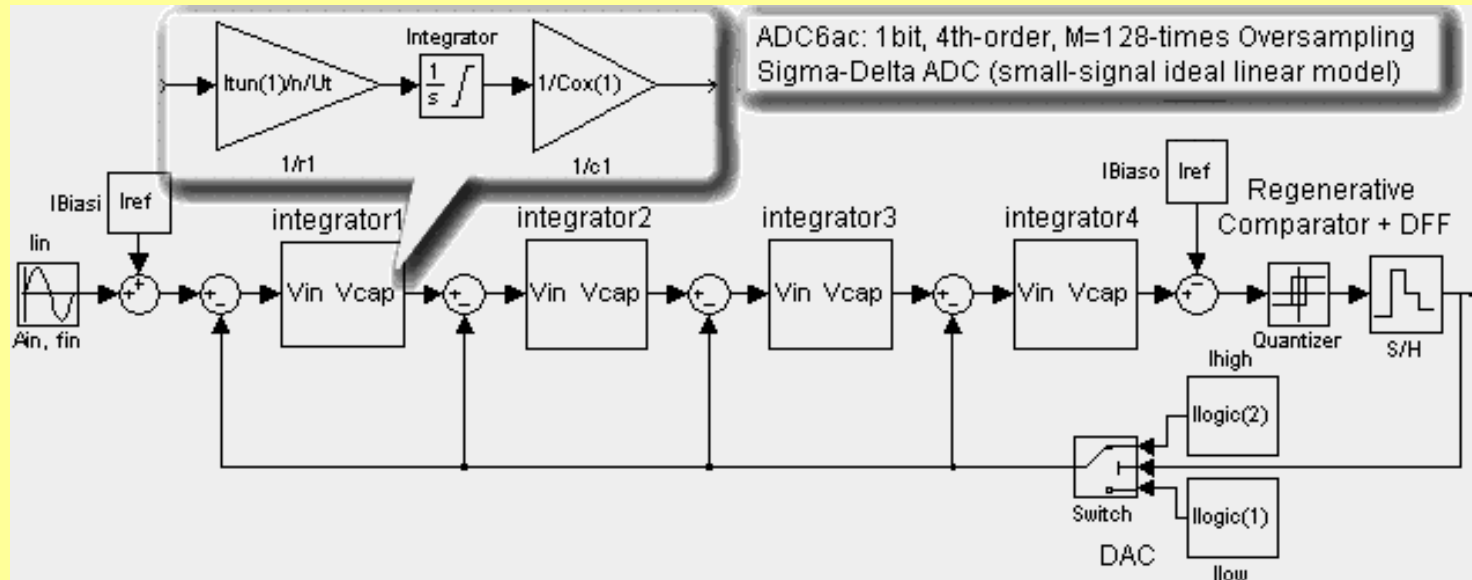 Integrator
Itun(1)/n/Ut
1
s
1/Cox(1)
1/r1
1/c1
ADC6ac: 1bit, 4th-order, M=128-times Oversampling
Sigma-Delta ADC (small-signal ideal linear model)
IBiasi
Iref
IBiaso
Iref
Regenerative
Comparator + DFF
integrator1
integrator2
integrator3
integrator4
Iin
Vin Vcap
Vin Vcap
Vin Vcap
Vin Vcap
Ain, fin
Quantizer
S/H
Ihigh
Ilogic(2)
Ilogic(1)
Switch
DAC
Ilow